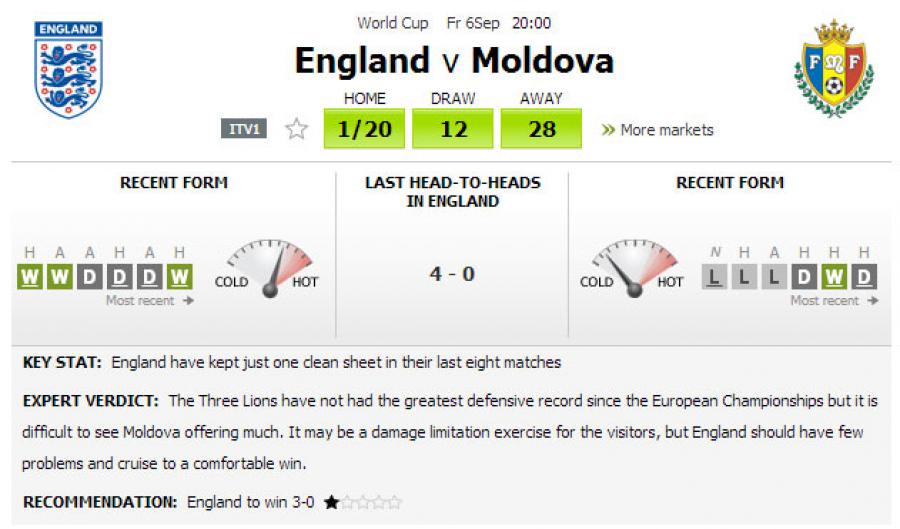 World Cup Fr 6Sep 20:00
ENGLAND
England v Moldova
F M F
HOME DRAW AWAY
ITV1 1/20 12 28 » More markets
RECENT FORM
LAST HEAD-TO-HEADS
IN ENGLAND
RECENT FORM
H A A H A H
W W D D D W
Most recent →
COLD HOT
4 - 0
COLD HOT
N H A H H H
L L L D W D
Most recent →
KEY STAT: England have kept just one clean sheet in their last eight matches
EXPERT VERDICT: The Three Lions have not had the greatest defensive record since the European Championships but it is
difficult to see Moldova offering much. It may be a damage limitation exercise for the visitors, but England should have few
problems and cruise to a comfortable win.
RECOMMENDATION: England to win 3-0